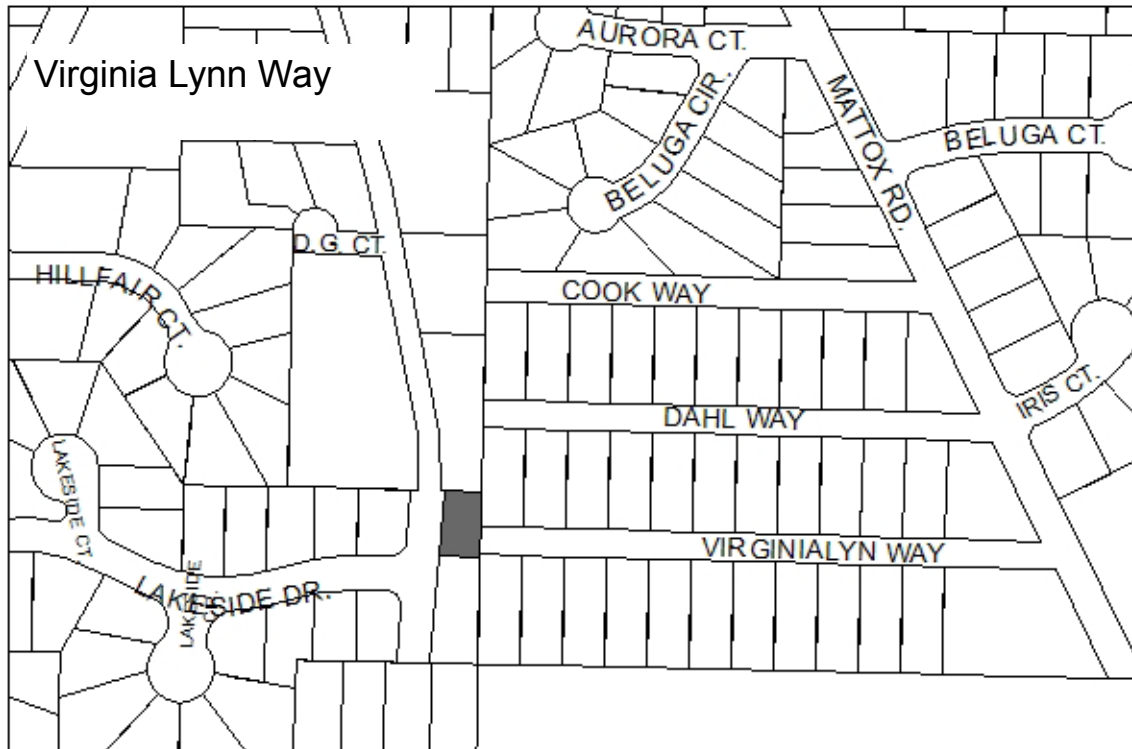 Virginia Lynn Way
AURORA CT.
BELUGA CIR.
MATTOX RD.
BELUGA CT.
D.G. CT.
HILLFAIR CT.
COOK WAY
IRIS CT.
DAHL WAY
LAKESIDE CT
VIRGINIALYN WAY
LAKESIDE DR.
LAKESIDE